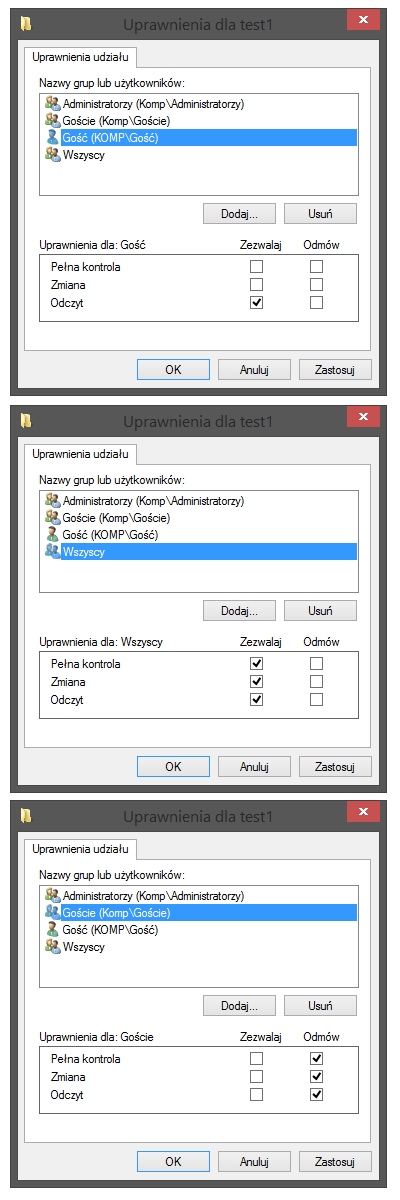 Uprawnienia dla test1
Uprawnienia udziału
Nazwy grup lub użytkowników:
Administratorzy (Komp\Administratorzy)
Goście (Komp\Goście)
Gość (KOMP\Gość)
Wszyscy
Dodaj... Usuń
Uprawnienia dla: Gość Zezwalaj Odmów
Pełna kontrola
Zmiana
Odczyt
OK Anuluj Zastosuj
Uprawnienia dla test1
Uprawnienia udziału
Nazwy grup lub użytkowników:
Administratorzy (Komp\Administratorzy)
Goście (Komp\Goście)
Gość (KOMP\Gość)
Wszyscy
Dodaj... Usuń
Uprawnienia dla: Wszyscy Zezwalaj Odmów
Pełna kontrola
Zmiana
Odczyt
OK Anuluj Zastosuj
Uprawnienia dla test1
Uprawnienia udziału
Nazwy grup lub użytkowników:
Administratorzy (Komp\Administratorzy)
Goście (Komp\Goście)
Gość (KOMP\Gość)
Wszyscy
Dodaj... Usuń
Uprawnienia dla: Goście Zezwalaj Odmów
Pełna kontrola
Zmiana
Odczyt
OK Anuluj Zastosuj